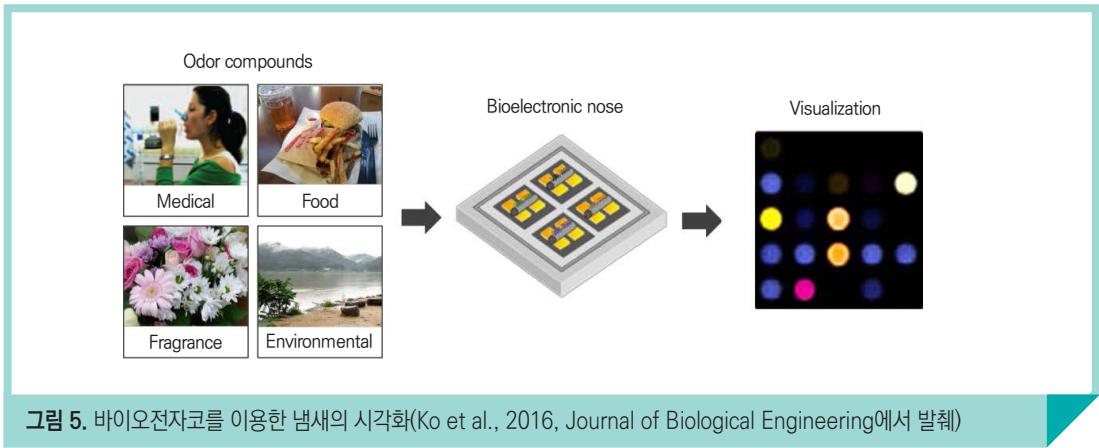 Odor compounds
Medical
Food
Fragrance
Environmental
Bioelectronic nose
Visualization
그림 5. 바이오전자코를 이용한 냄새의 시각화(Ko et al., 2016, Journal of Biological Engineering에서 발췌)